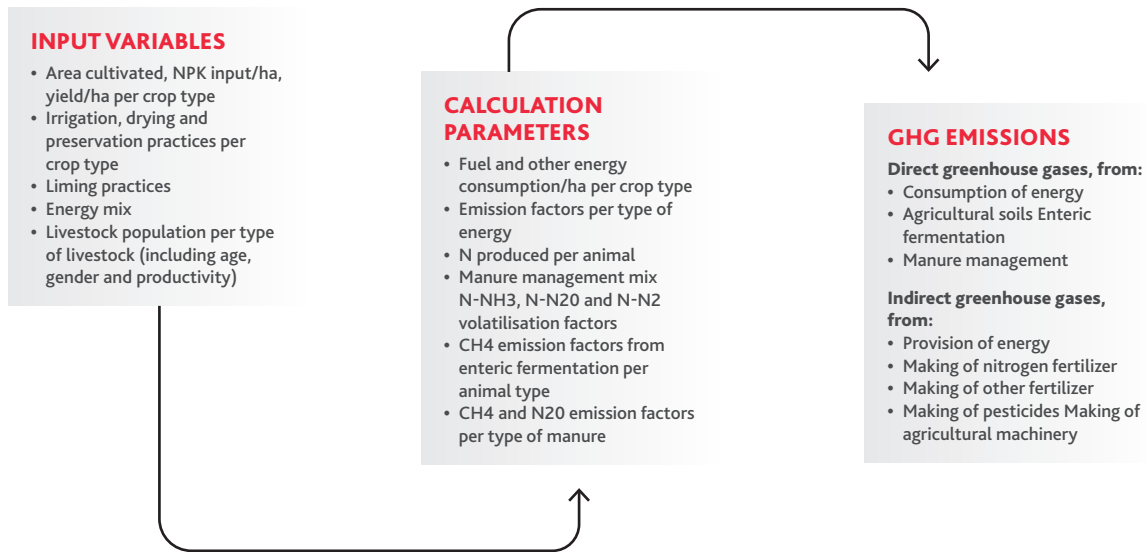 INPUT VARIABLES
• Area cultivated, NPK input/ha,
yield/ha per crop type
• Irrigation, drying and
preservation practices per
crop type
• Liming practices
• Energy mix
• Livestock population per type
of livestock (including age,
gender and productivity)
CALCULATION
PARAMETERS
• Fuel and other energy
consumption/ha per crop type
• Emission factors per type of
energy
• N produced per animal
• Manure management mix
N-NH3, N-N20 and N-N2
volatilisation factors
• CH4 emission factors from
enteric fermentation per
animal type
• CH4 and N20 emission factors
per type of manure
GHG EMISSIONS
Direct greenhouse gases, from:
• Consumption of energy
• Agricultural soils Enteric
fermentation
• Manure management
Indirect greenhouse gases,
from:
• Provision of energy
• Making of nitrogen fertilizer
• Making of other fertilizer
• Making of pesticides Making of
agricultural machinery